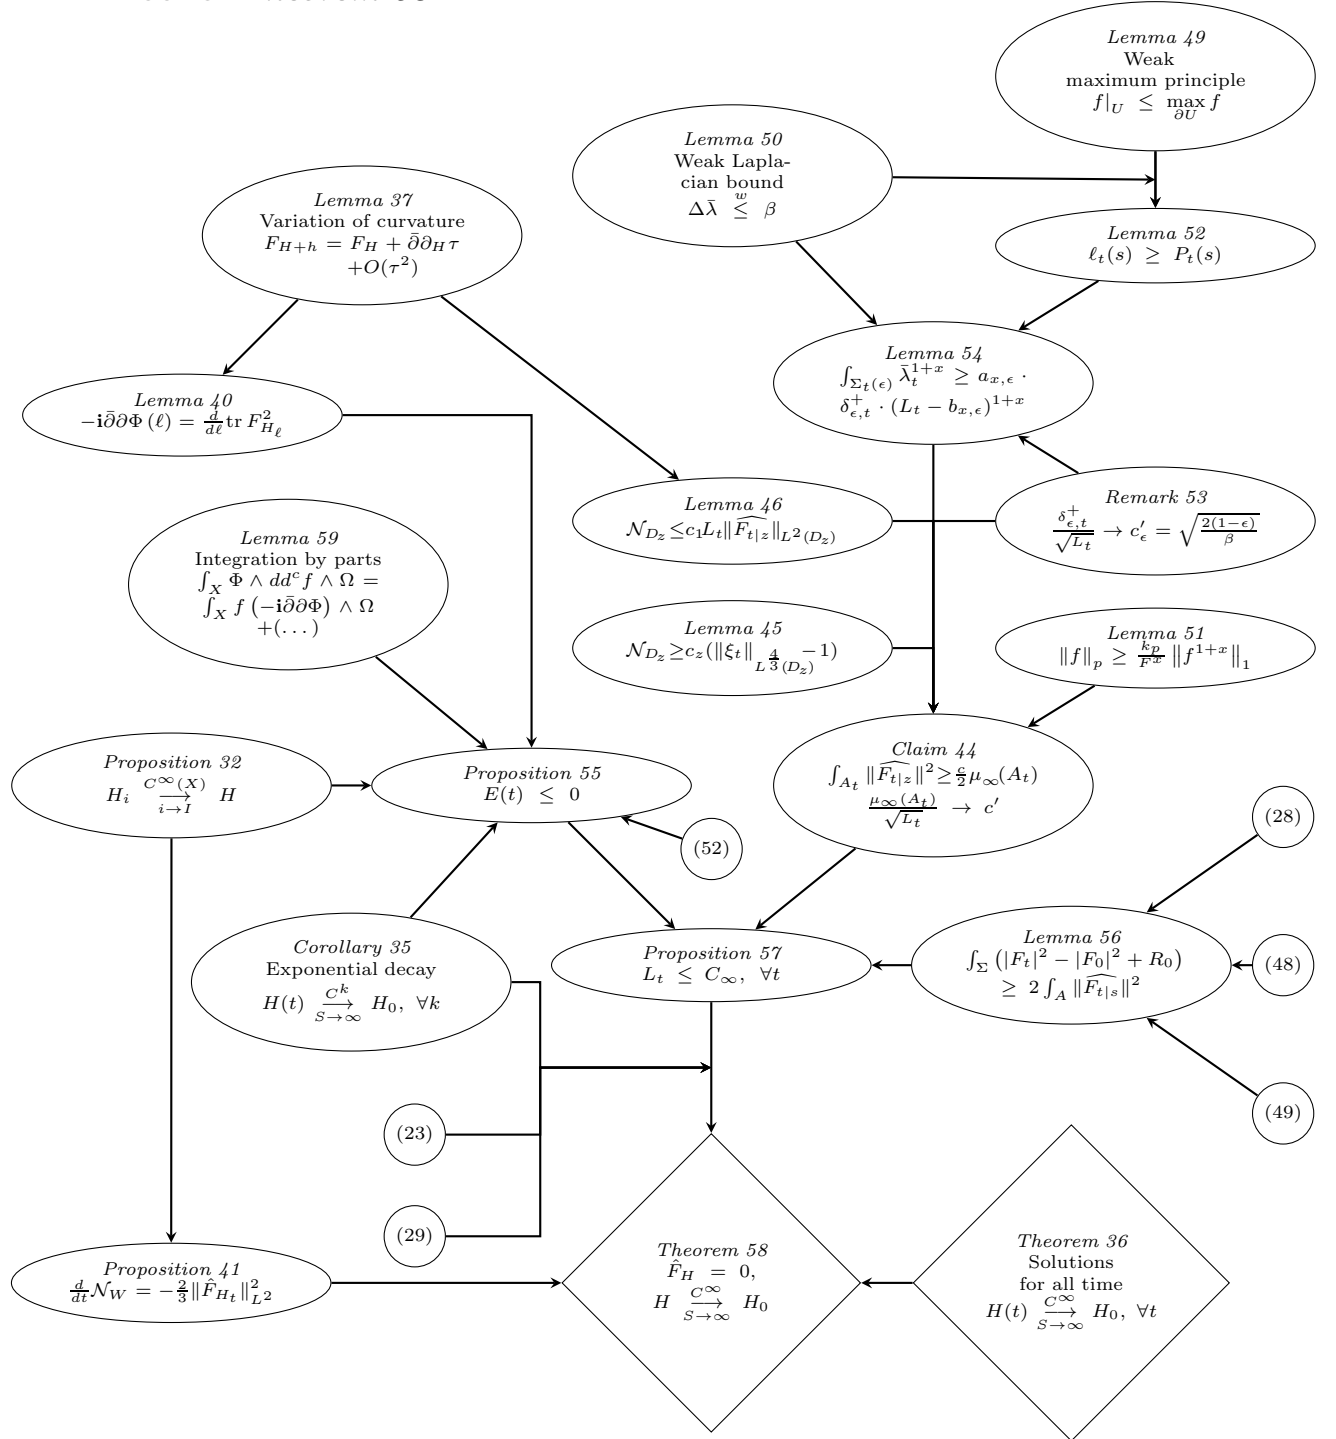 Lemma 49
Weak
maximum principle
f|_U ≤ max_{∂U} f
Lemma 50
Weak Lapla-
cian bound
Δλ̄ ≤^w β
Lemma 37
Variation of curvature
F_{H+h} = F_H + ∂̄∂_H τ
+O(τ²)
Lemma 52
ℓ_t(s) ≥ P_t(s)
Lemma 54
∫_{Σ_t(ϵ)} λ̄_t^{1+x} ≥ a_{x,ϵ} ·
δ^+_{ϵ,t} · (L_t − b_{x,ϵ})^{1+x}
Lemma 40
−i∂̄∂Φ (ℓ) = d/dℓ tr F²_{H_ℓ}
Lemma 46
𝒩_{D_z} ≤ c_1 L_t ‖\widehat{F_{t|z}}‖_{L²(D_z)}
Remark 53
δ^+_{ϵ,t}/√L_t → c′_ϵ = √(2(1−ϵ)/β)
Lemma 59
Integration by parts
∫_X Φ ∧ dd^c f ∧ Ω =
∫_X f (−i∂̄∂Φ) ∧ Ω
+(. . . )
Lemma 45
𝒩_{D_z} ≥ c_z(‖ξ_t‖_{L^{4/3}(D_z)} − 1)
Lemma 51
‖f‖_p ≥ k_p/F^x ‖f^{1+x}‖_1
Proposition 32
H_i ⟶^{C^∞(X)}_{i→I} H
Proposition 55
E(t) ≤ 0
Claim 44
∫_{A_t} ‖\widehat{F_{t|z}}‖² ≥ c/2 μ_∞(A_t)
μ_∞(A_t)/√L_t → c′
(52)
(28)
Corollary 35
Exponential decay
H(t) ⟶^{C^k}_{S→∞} H_0, ∀k
Proposition 57
L_t ≤ C_∞, ∀t
Lemma 56
∫_Σ (|F_t|² − |F_0|² + R_0)
≥ 2 ∫_A ‖\widehat{F_{t|s}}‖²
(48)
(49)
(23)
(29)
Proposition 41
d/dt 𝒩_W = −2/3 ‖F̂_{H_t}‖²_{L²}
Theorem 58
F̂_H = 0,
H ⟶^{C^∞}_{S→∞} H_0
Theorem 36
Solutions
for all time
H(t) ⟶^{C^∞}_{S→∞} H_0, ∀t